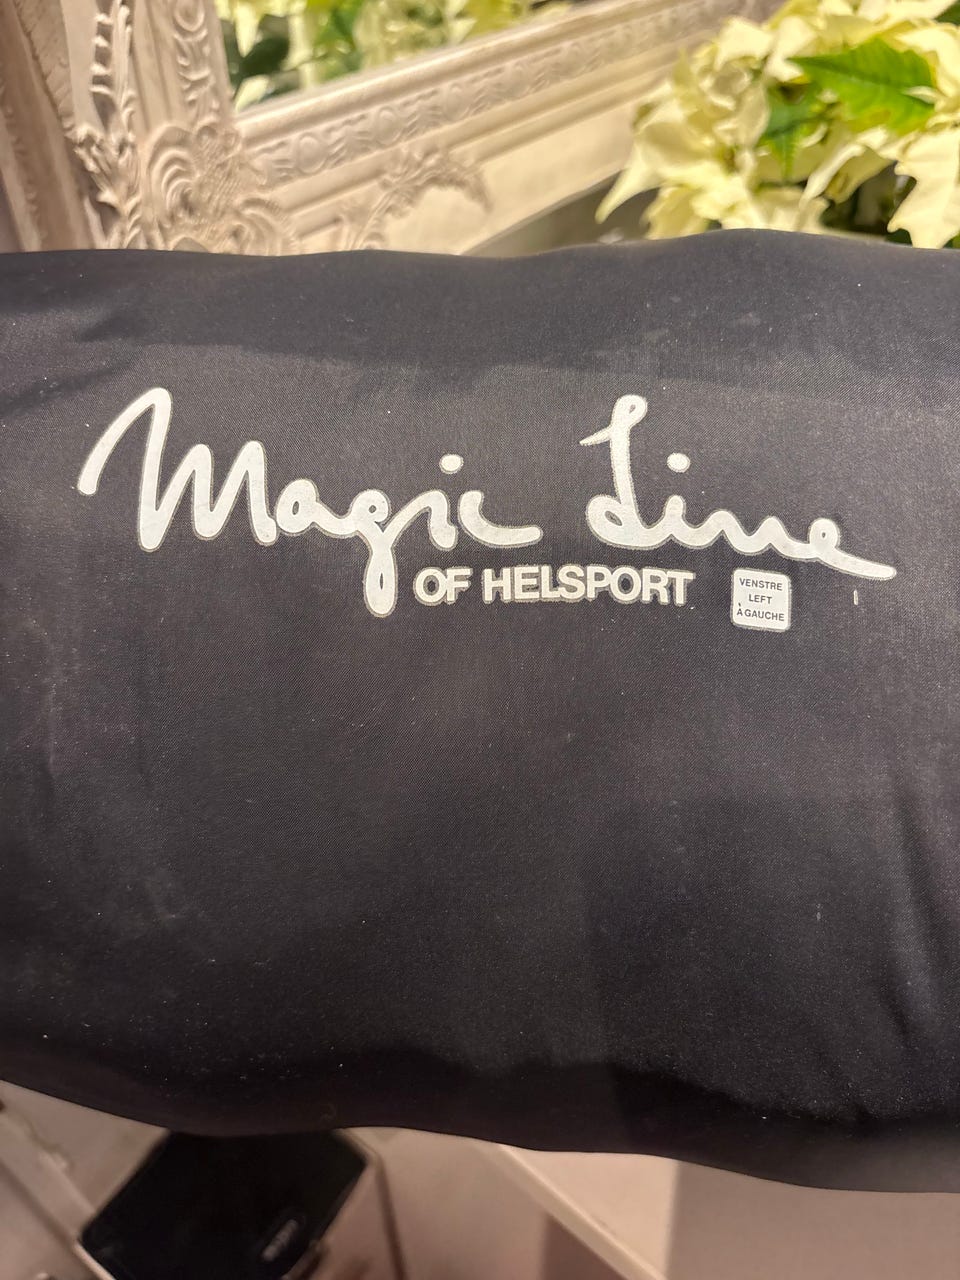 Magic Line
OF HELSPORT
VENSTRE
LEFT
À GAUCHE